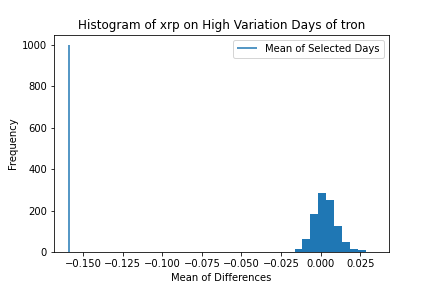 Histogram of xrp on High Variation Days of tron
Mean of Selected Days
Frequency
1000
800
600
400
200
0
−0.150 −0.125 −0.100 −0.075 −0.050 −0.025 0.000 0.025
Mean of Differences